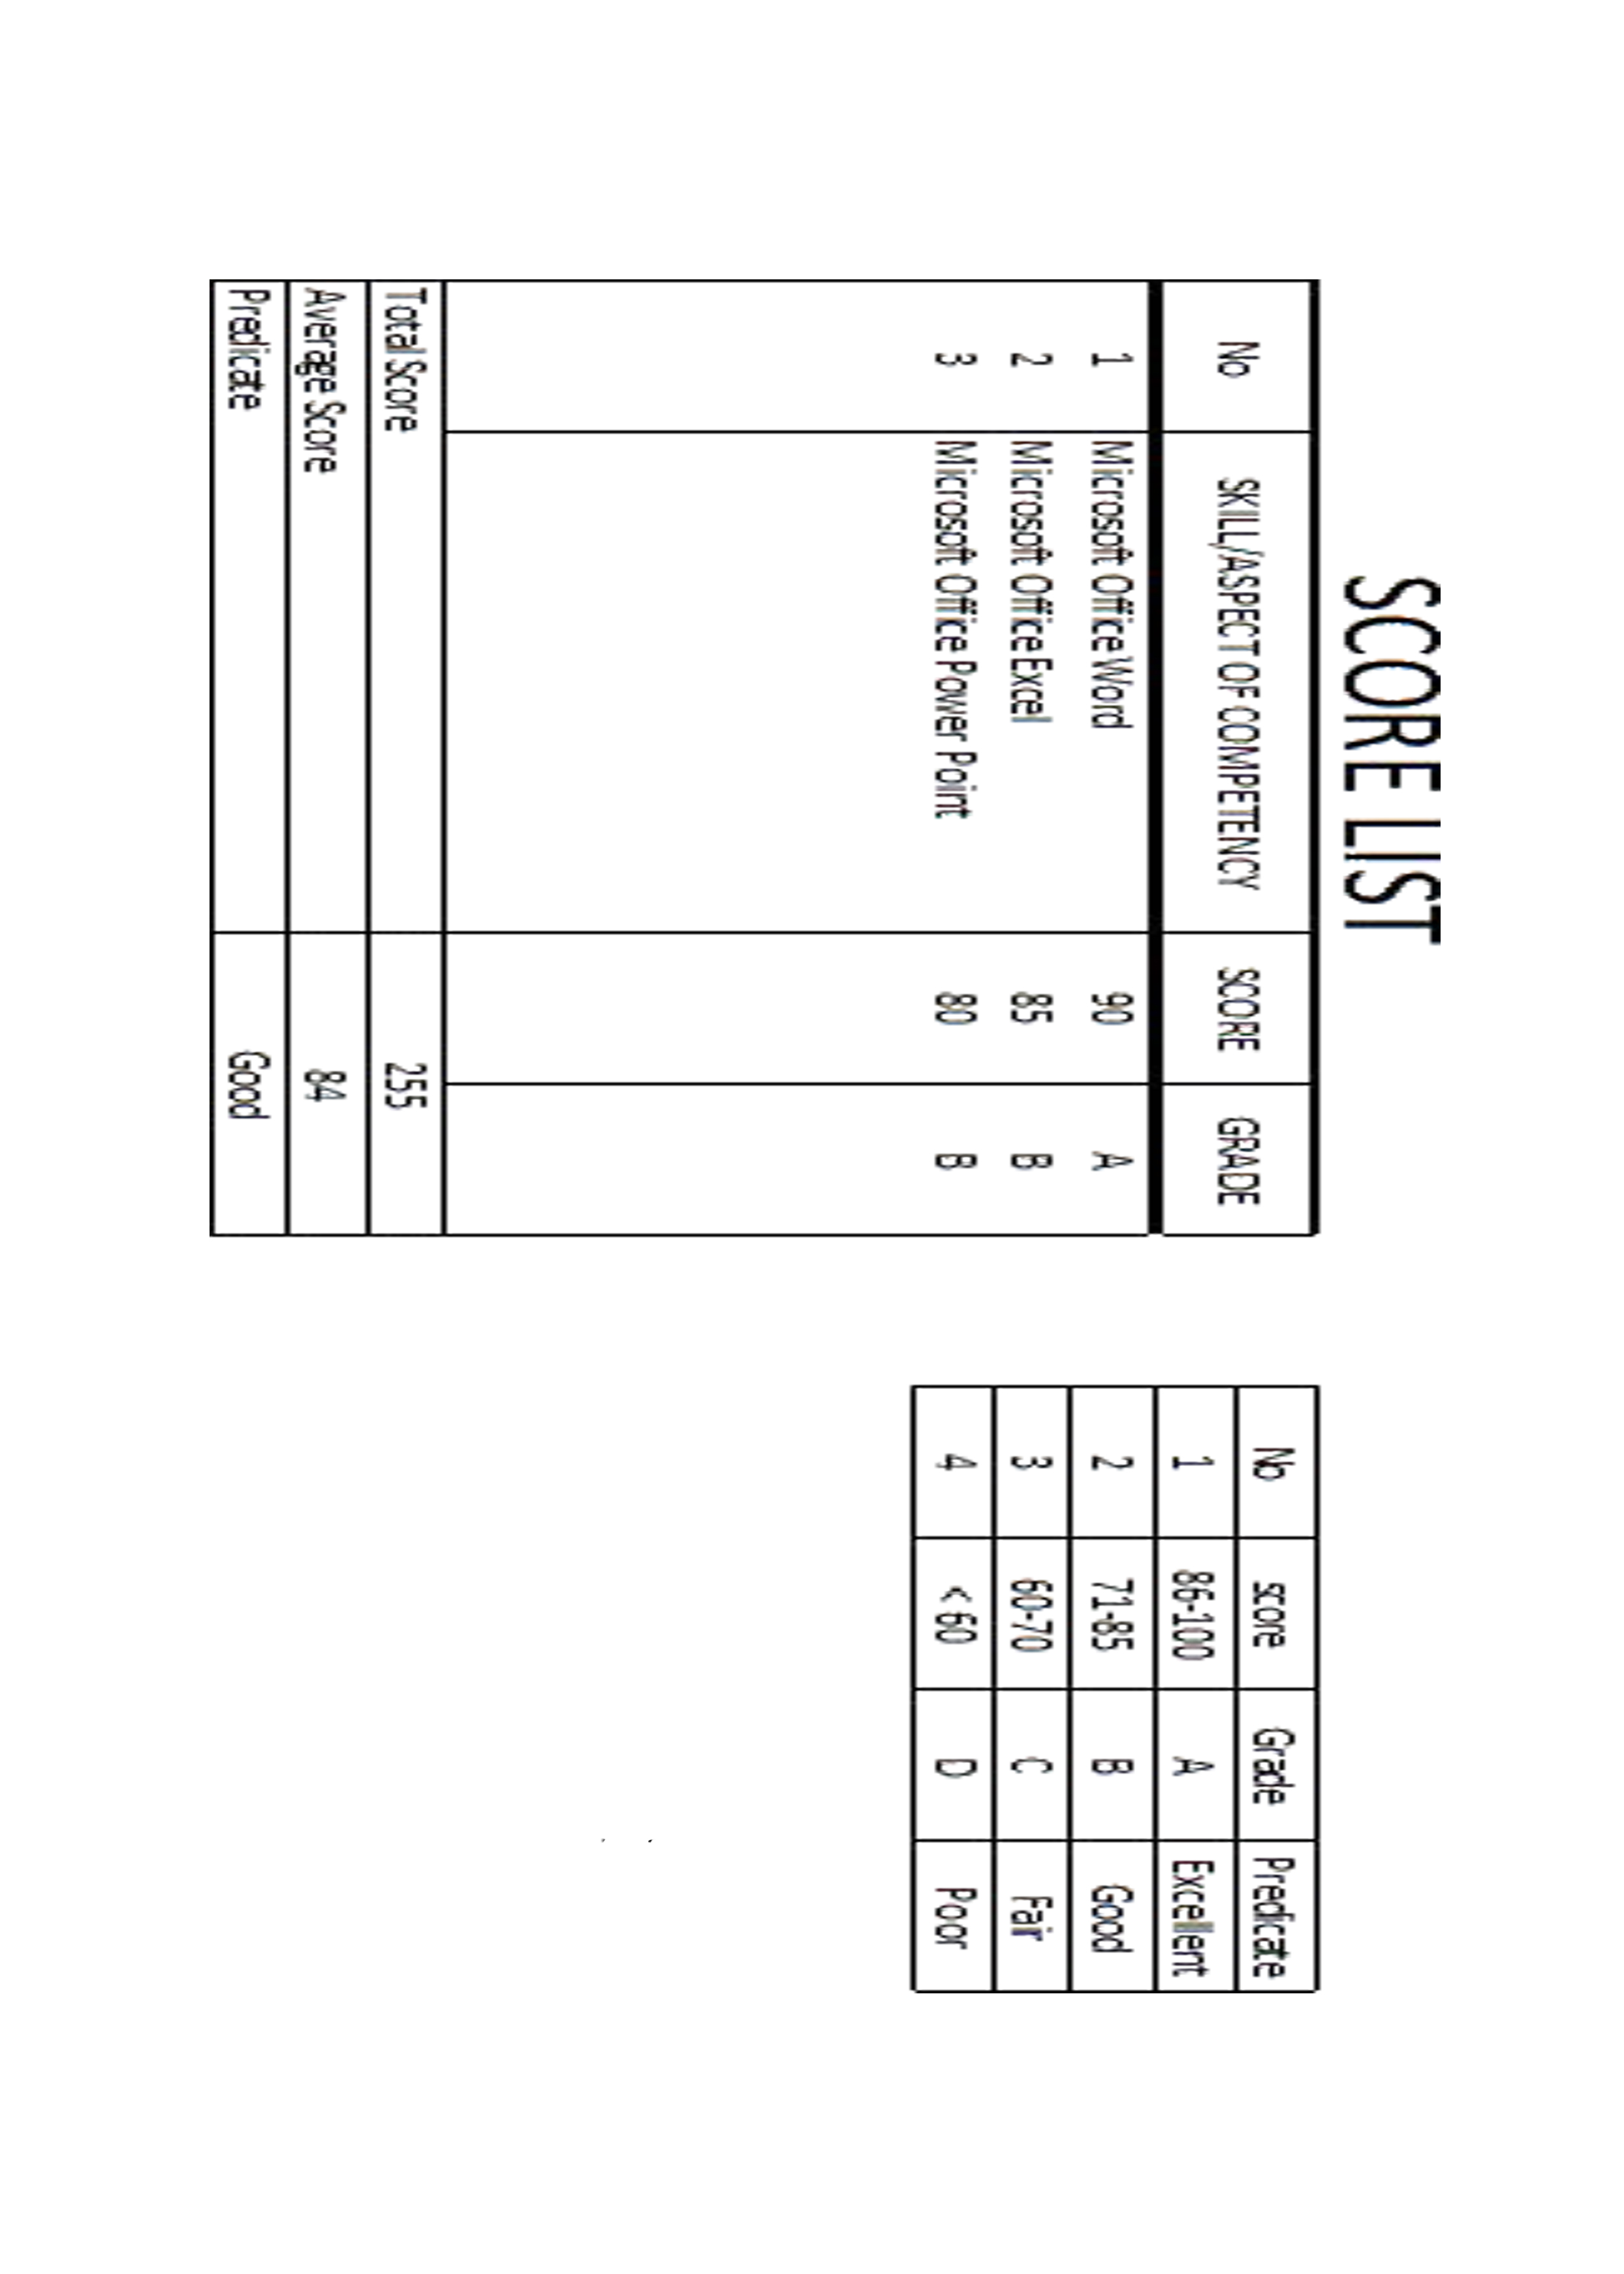 SCORE LIST
No SKILL/ASPECT OF COMPETENCY SCORE GRADE
1 Microsoft Office Word 90 A
2 Microsoft Office Excel 85 B
3 Microsoft Office Power Point 80 B
Total Score 255
Average Score 84
Predicate Good
No score Grade Predicate
1 86-100 A Excellent
2 71-85 B Good
3 60-70 C Fair
4 < 60 D Poor